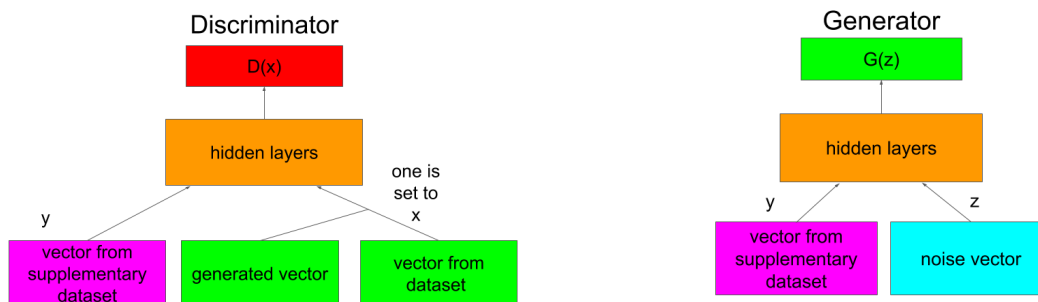 Discriminator
D(x)
hidden layers
one is
set to
x
y
vector from
supplementary
dataset
generated vector
vector from
dataset
Generator
G(z)
hidden layers
y
z
vector from
supplementary
dataset
noise vector